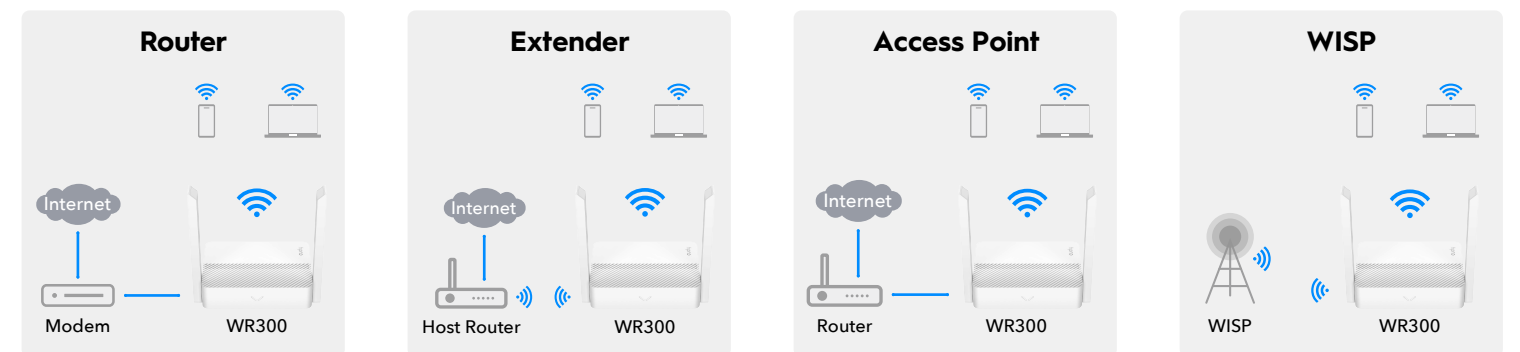 Router
Internet
Modem
WR300
Extender
Internet
Host Router
WR300
Access Point
Internet
Router
WR300
WISP
WISP
WR300